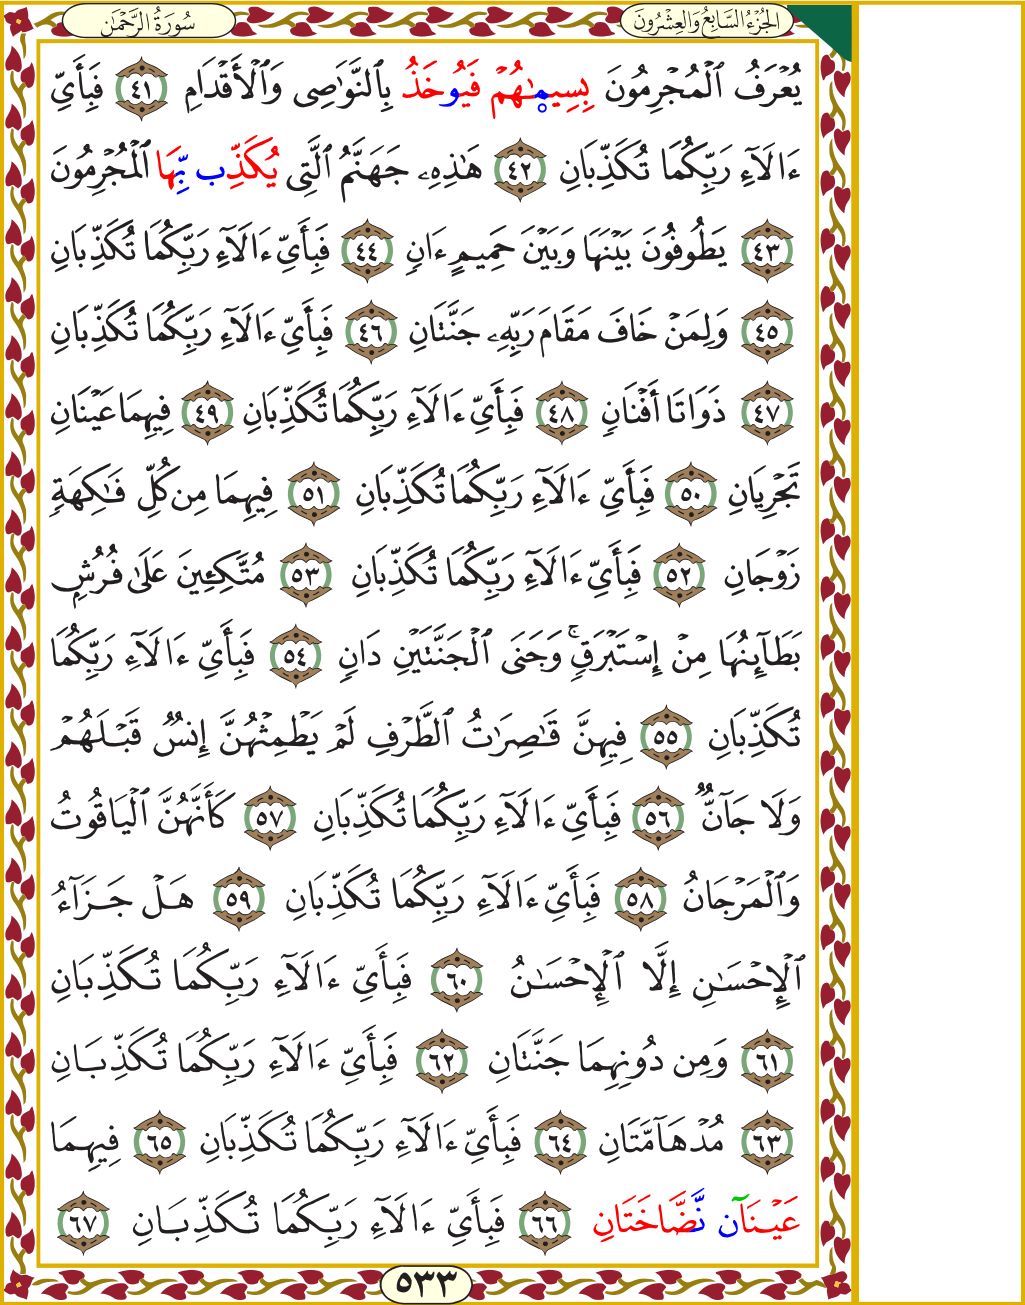 سُورَةُ الرَّحْمَٰن
الجُزْءُ السَّابِعُ وَالعِشْرُونَ
يُعْرَفُ ٱلْمُجْرِمُونَ بِسِيمَٰهُمْ فَيُوخَذُ بِٱلنَّوَٰصِى وَٱلْأَقْدَامِ ٤١ فَبِأَىِّ
ءَالَآءِ رَبِّكُمَا تُكَذِّبَانِ ٤٢ هَٰذِهِۦ جَهَنَّمُ ٱلَّتِى يُكَذِّب بِّهَا ٱلْمُجْرِمُونَ
٤٣ يَطُوفُونَ بَيْنَهَا وَبَيْنَ حَمِيمٍ ءَانٍ ٤٤ فَبِأَىِّ ءَالَآءِ رَبِّكُمَا تُكَذِّبَانِ
٤٥ وَلِمَنْ خَافَ مَقَامَ رَبِّهِۦ جَنَّتَانِ ٤٦ فَبِأَىِّ ءَالَآءِ رَبِّكُمَا تُكَذِّبَانِ
٤٧ ذَوَاتَا أَفْنَانٍ ٤٨ فَبِأَىِّ ءَالَآءِ رَبِّكُمَا تُكَذِّبَانِ ٤٩ فِيهِمَا عَيْنَانِ
تَجْرِيَانِ ٥٠ فَبِأَىِّ ءَالَآءِ رَبِّكُمَا تُكَذِّبَانِ ٥١ فِيهِمَا مِن كُلِّ فَٰكِهَةٍ
زَوْجَانِ ٥٢ فَبِأَىِّ ءَالَآءِ رَبِّكُمَا تُكَذِّبَانِ ٥٣ مُتَّكِـِٔينَ عَلَىٰ فُرُشٍ
بَطَآئِنُهَا مِنْ إِسْتَبْرَقٍ ۚ وَجَنَى ٱلْجَنَّتَيْنِ دَانٍ ٥٤ فَبِأَىِّ ءَالَآءِ رَبِّكُمَا
تُكَذِّبَانِ ٥٥ فِيهِنَّ قَٰصِرَٰتُ ٱلطَّرْفِ لَمْ يَطْمِثْهُنَّ إِنسٌ قَبْلَهُمْ
وَلَا جَآنٌّ ٥٦ فَبِأَىِّ ءَالَآءِ رَبِّكُمَا تُكَذِّبَانِ ٥٧ كَأَنَّهُنَّ ٱلْيَاقُوتُ
وَٱلْمَرْجَانُ ٥٨ فَبِأَىِّ ءَالَآءِ رَبِّكُمَا تُكَذِّبَانِ ٥٩ هَلْ جَزَآءُ
ٱلْإِحْسَٰنِ إِلَّا ٱلْإِحْسَٰنُ ٦٠ فَبِأَىِّ ءَالَآءِ رَبِّكُمَا تُكَذِّبَانِ
٦١ وَمِن دُونِهِمَا جَنَّتَانِ ٦٢ فَبِأَىِّ ءَالَآءِ رَبِّكُمَا تُكَذِّبَانِ
٦٣ مُدْهَآمَّتَانِ ٦٤ فَبِأَىِّ ءَالَآءِ رَبِّكُمَا تُكَذِّبَانِ ٦٥ فِيهِمَا
عَيْنَآن نَّضَّاخَتَانِ ٦٦ فَبِأَىِّ ءَالَآءِ رَبِّكُمَا تُكَذِّبَانِ ٦٧
٥٣٣